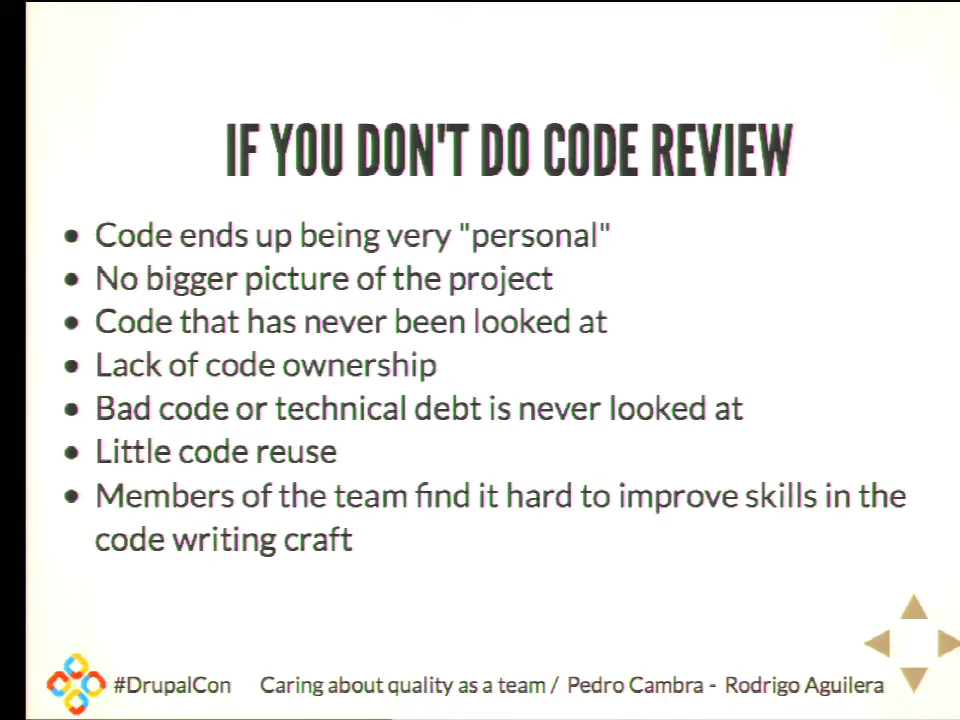 IF YOU DON'T DO CODE REVIEW
Code ends up being very "personal"
No bigger picture of the project
Code that has never been looked at
Lack of code ownership
Bad code or technical debt is never looked at
Little code reuse
Members of the team find it hard to improve skills in the
code writing craft
#DrupalCon Caring about quality as a team / Pedro Cambra - Rodrigo Aguilera